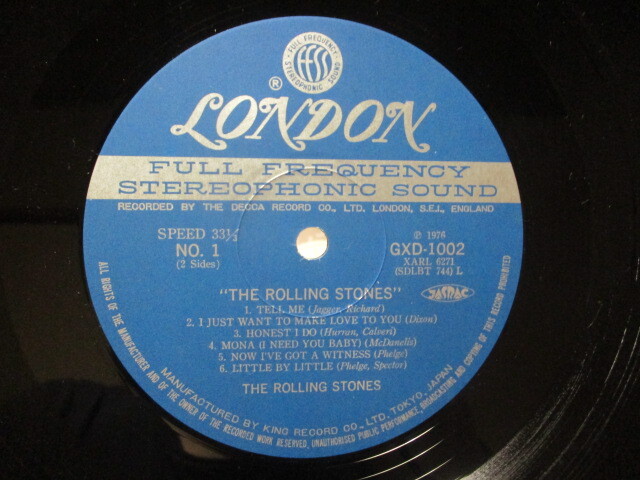 FULL FREQUENCY
ffss
STEREOPHONIC SOUND
®
LONDON
FULL FREQUENCY
STEREOPHONIC SOUND
RECORDED BY THE DECCA RECORD CO., LTD. LONDON, S.E.I., ENGLAND
SPEED 33⅓
NO. 1
(2 Sides)
℗ 1976
GXD-1002
XARL 6271
(SDLBT 744) L
JASRAC
"THE ROLLING STONES"
1. TELL ME (Jagger, Richard)
2. I JUST WANT TO MAKE LOVE TO YOU (Dixon)
3. HONEST I DO (Hurran, Calveri)
4. MONA (I NEED YOU BABY) (McDanells)
5. NOW I'VE GOT A WITNESS (Phelge)
6. LITTLE BY LITTLE (Phelge, Spector)
THE ROLLING STONES
MANUFACTURED BY KING RECORD CO., LTD. TOKYO, JAPAN
ALL RIGHTS OF THE MANUFACTURER AND OF THE OWNER OF THE RECORDED WORK RESERVED, UNAUTHORISED PUBLIC PERFORMANCE, BROADCASTING AND COPYING OF THIS RECORD PROHIBITED